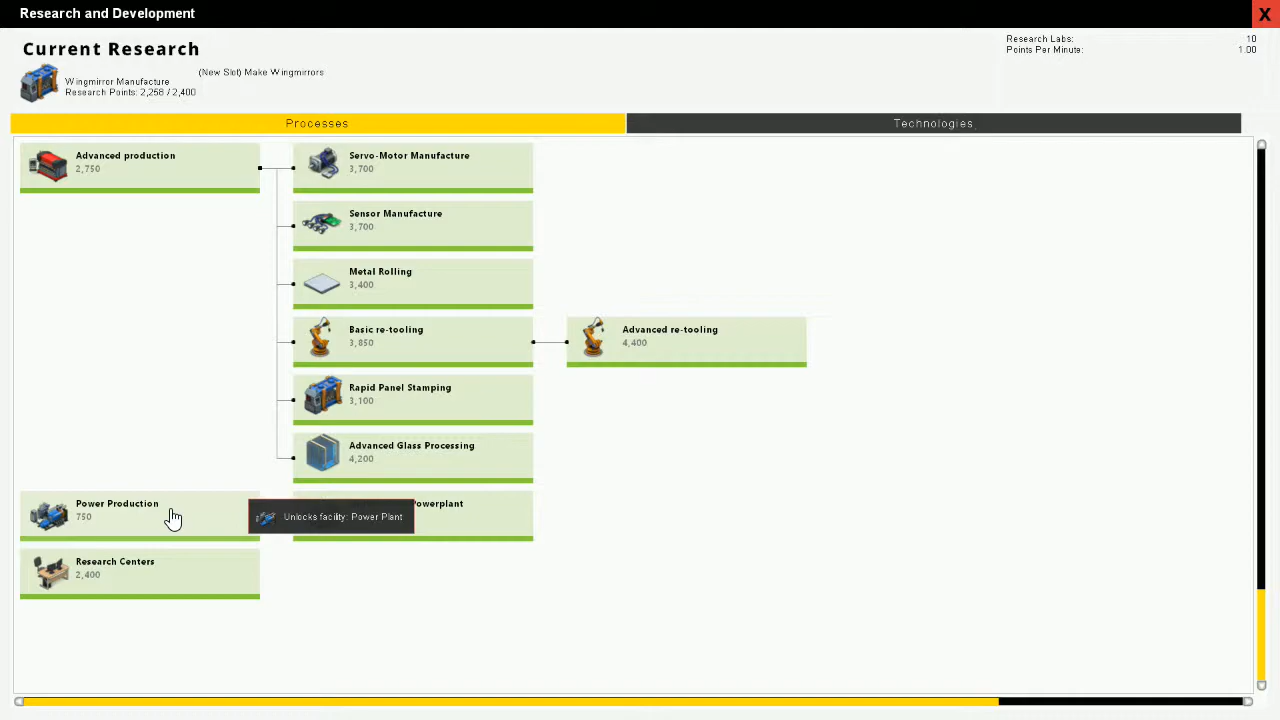 Research and Development
X
Current Research
Research Labs: 10
Points Per Minute: 1.00
(New Slot) Make Wingmirrors
Wingmirror Manufacture
Research Points: 2,258 / 2,400
Processes
Technologies
Advanced production
2,750
Servo-Motor Manufacture
3,700
Sensor Manufacture
3,700
Metal Rolling
3,400
Basic re-tooling
3,850
Advanced re-tooling
4,400
Rapid Panel Stamping
3,100
Advanced Glass Processing
4,200
Power Production
750
Unlocks facility: Power Plant
Powerplant
Research Centers
2,400